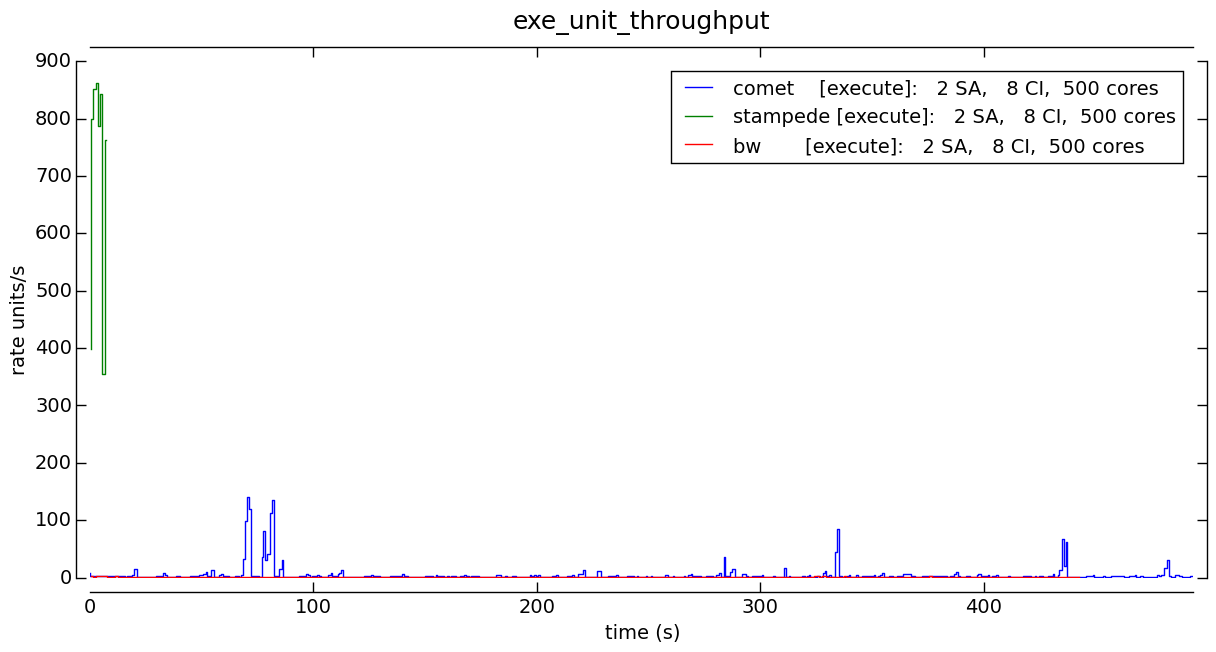 exe_unit_throughput
900
800
700
600
500
400
300
200
100
0
rate units/s
comet [execute]: 2 SA, 8 CI, 500 cores
stampede [execute]: 2 SA, 8 CI, 500 cores
bw [execute]: 2 SA, 8 CI, 500 cores
0 100 200 300 400
time (s)